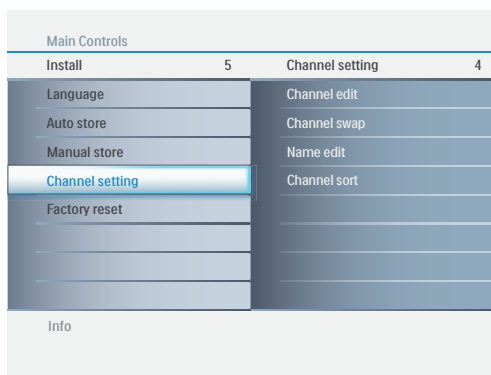 Main Controls
Install 5 Channel setting 4
Language Channel edit
Auto store Channel swap
Manual store Name edit
Channel setting Channel sort
Factory reset
Info